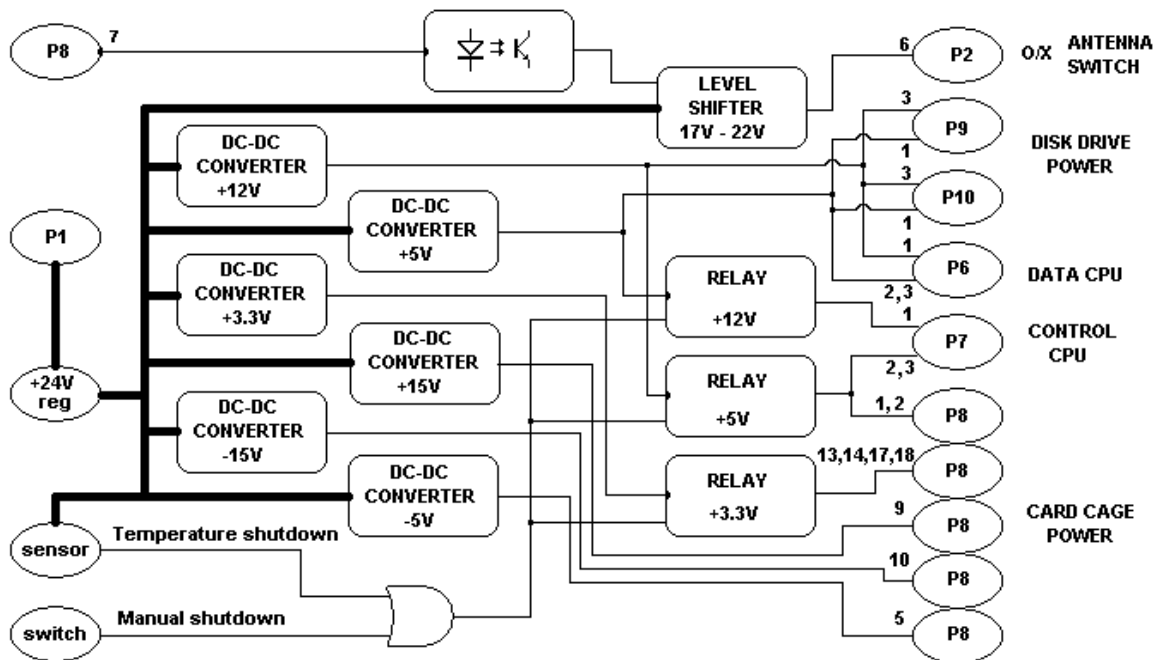 P8
7
LEVEL
SHIFTER
17V - 22V
6
P2
O/X
ANTENNA
SWITCH
DC-DC
CONVERTER
+12V
3
P9
1
DISK DRIVE
POWER
3
P10
1
P1
DC-DC
CONVERTER
+5V
1
P6
2,3
DATA CPU
DC-DC
CONVERTER
+3.3V
RELAY
+12V
1
P7
2,3
CONTROL
CPU
+24V
reg
DC-DC
CONVERTER
+15V
RELAY
+5V
1,2
P8
DC-DC
CONVERTER
-15V
DC-DC
CONVERTER
-5V
RELAY
+3.3V
13,14,17,18
P8
9
P8
CARD CAGE
POWER
sensor
Temperature shutdown
10
P8
switch
Manual shutdown
5
P8